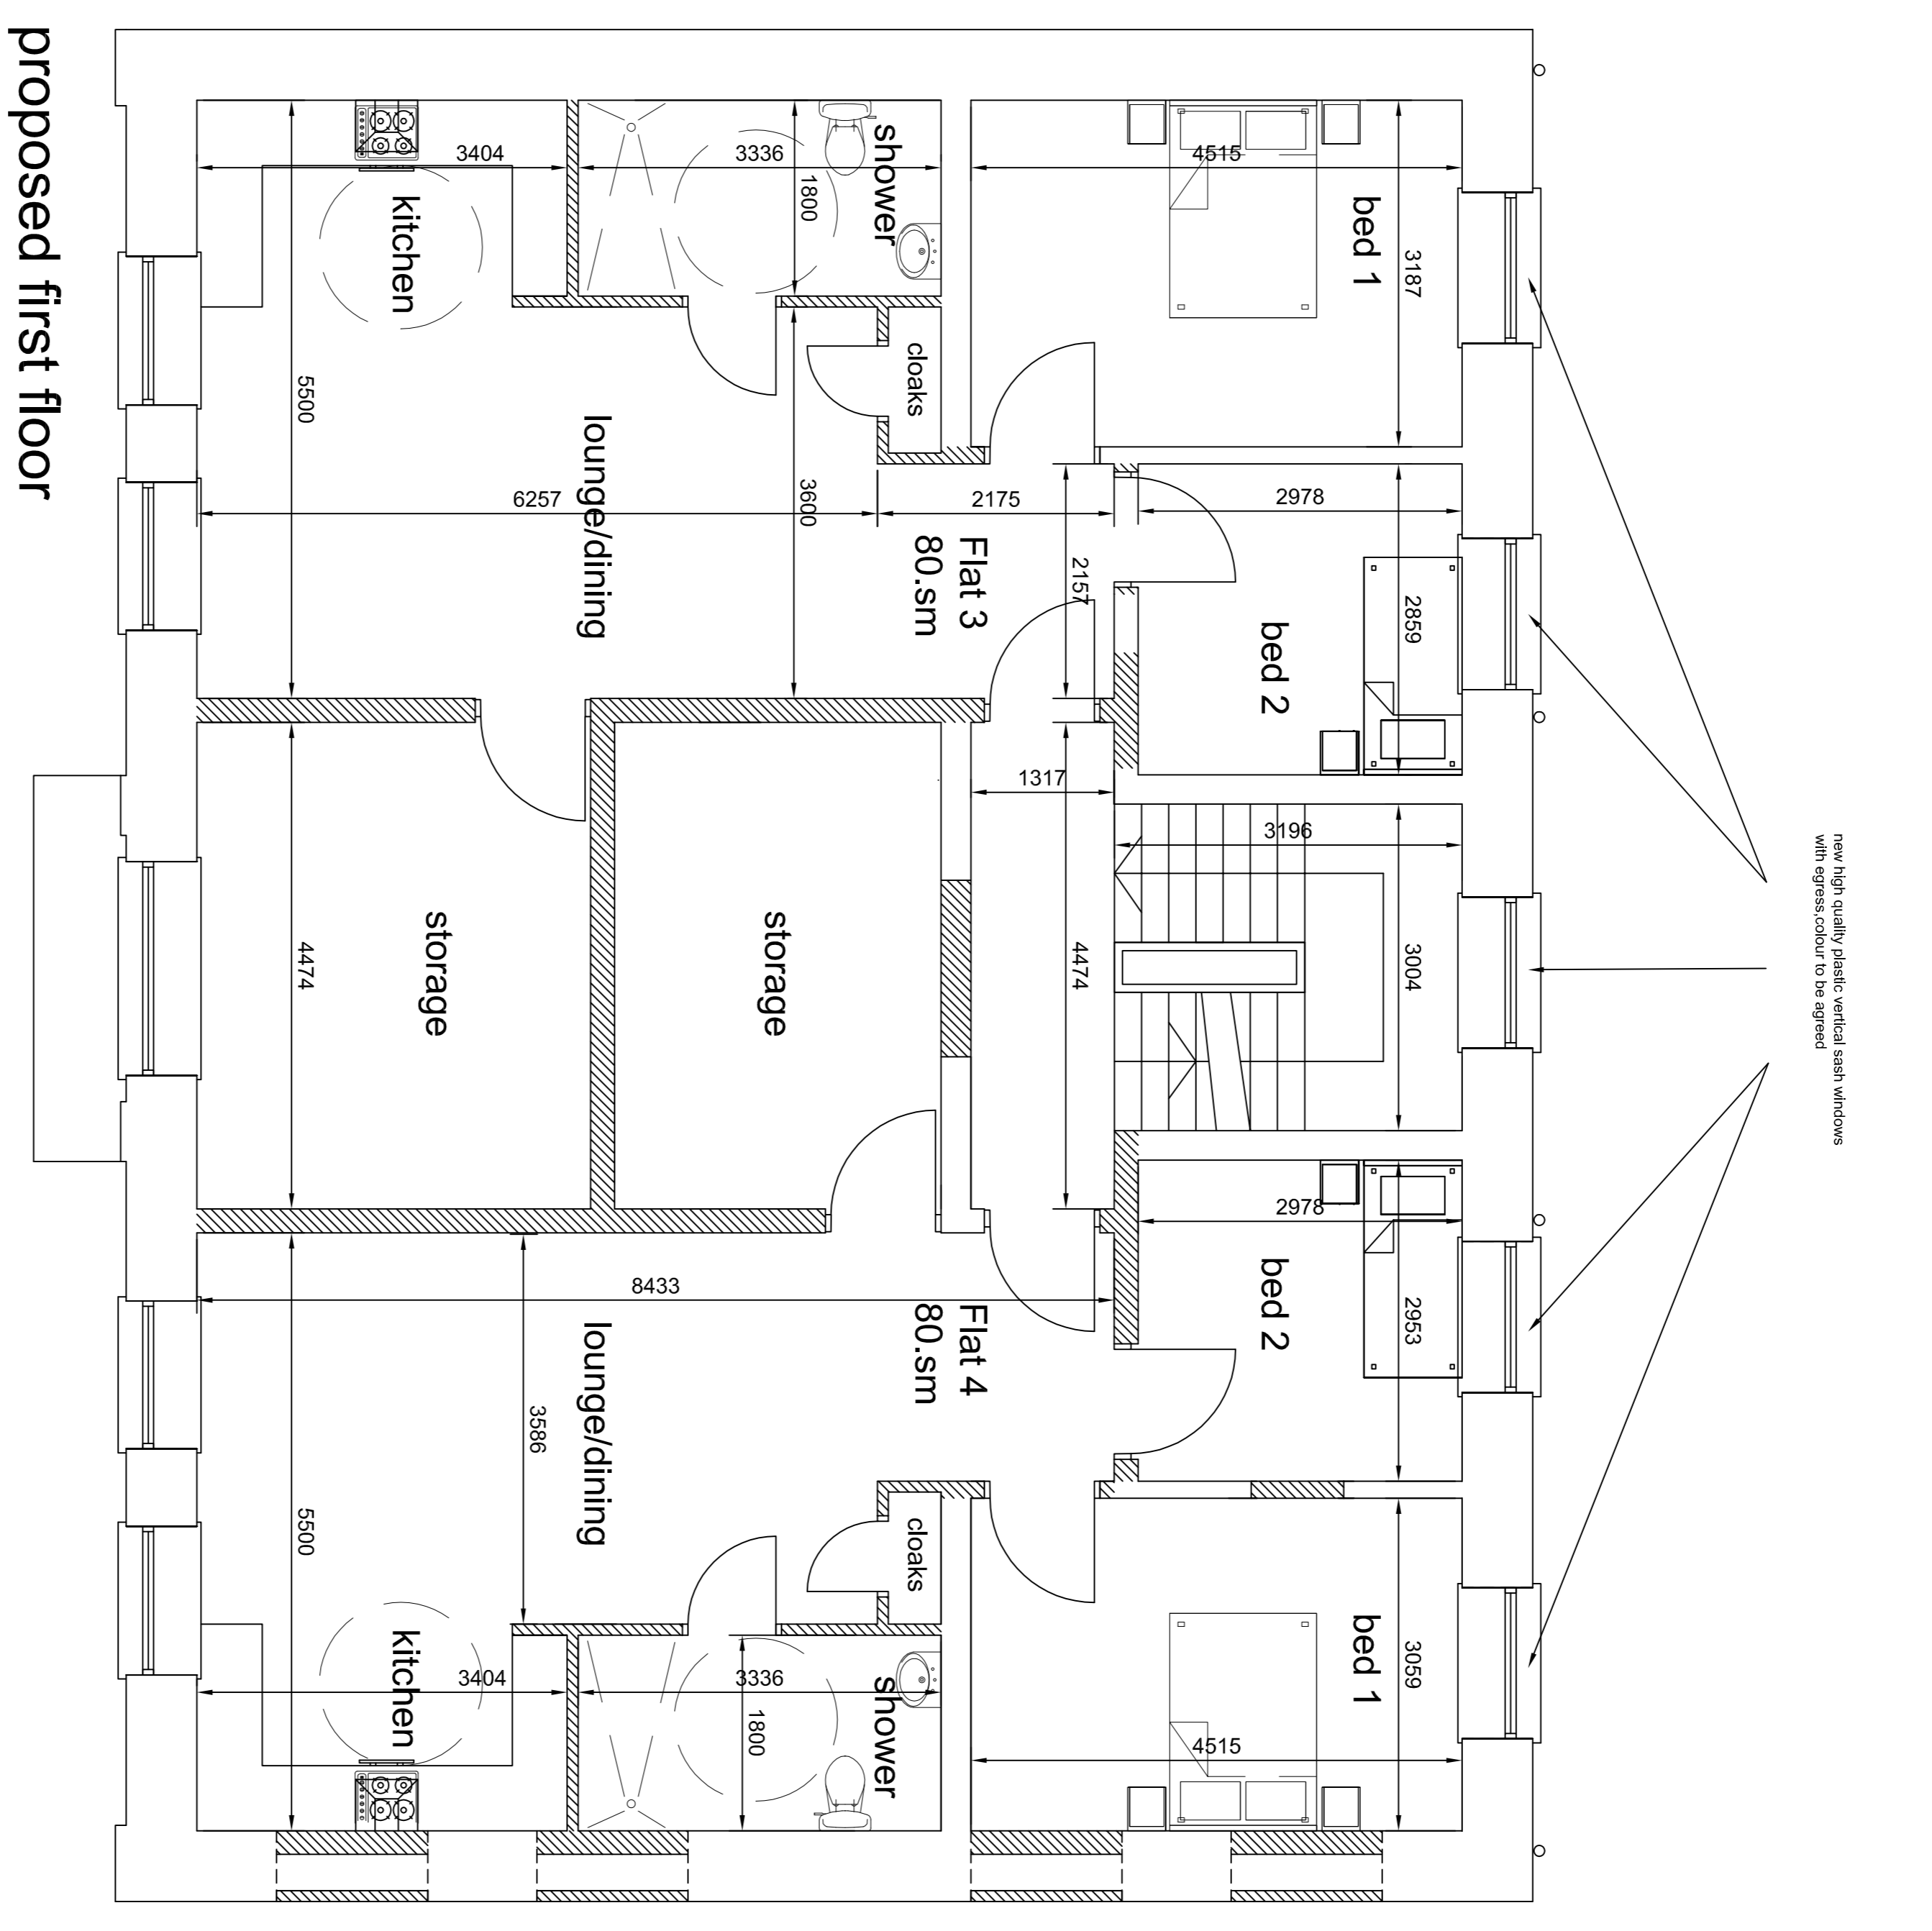 new high quality plastic vertical sash windows
with egress,colour to be agreed
bed 1
3187
4515
bed 2
2859
2978
3004
3196
bed 2
2953
2978
bed 1
3059
4515
shower
3336
1800
cloaks
Flat 3
80.sm
2175
2157
1317
4474
Flat 4
80.sm
cloaks
shower
3336
1800
3600
6257
lounge/dining
storage
8433
lounge/dining
3586
kitchen
3404
5500
storage
4474
kitchen
3404
5500
proposed first floor